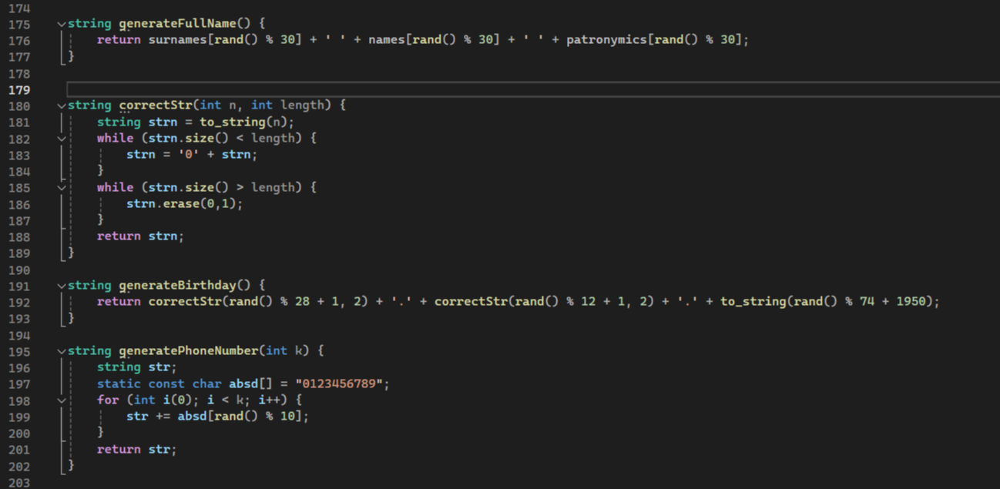 174
175 string generateFullName() {
176 return surnames[rand() % 30] + ' ' + names[rand() % 30] + ' ' + patronymics[rand() % 30];
177 }
178
179
180 string correctStr(int n, int length) {
181 string strn = to_string(n);
182 while (strn.size() < length) {
183 strn = '0' + strn;
184 }
185 while (strn.size() > length) {
186 strn.erase(0,1);
187 }
188 return strn;
189 }
190
191 string generateBirthday() {
192 return correctStr(rand() % 28 + 1, 2) + '.' + correctStr(rand() % 12 + 1, 2) + '.' + to_string(rand() % 74 + 1950);
193 }
194
195 string generatePhoneNumber(int k) {
196 string str;
197 static const char absd[] = "0123456789";
198 for (int i(0); i < k; i++) {
199 str += absd[rand() % 10];
200 }
201 return str;
202 }
203